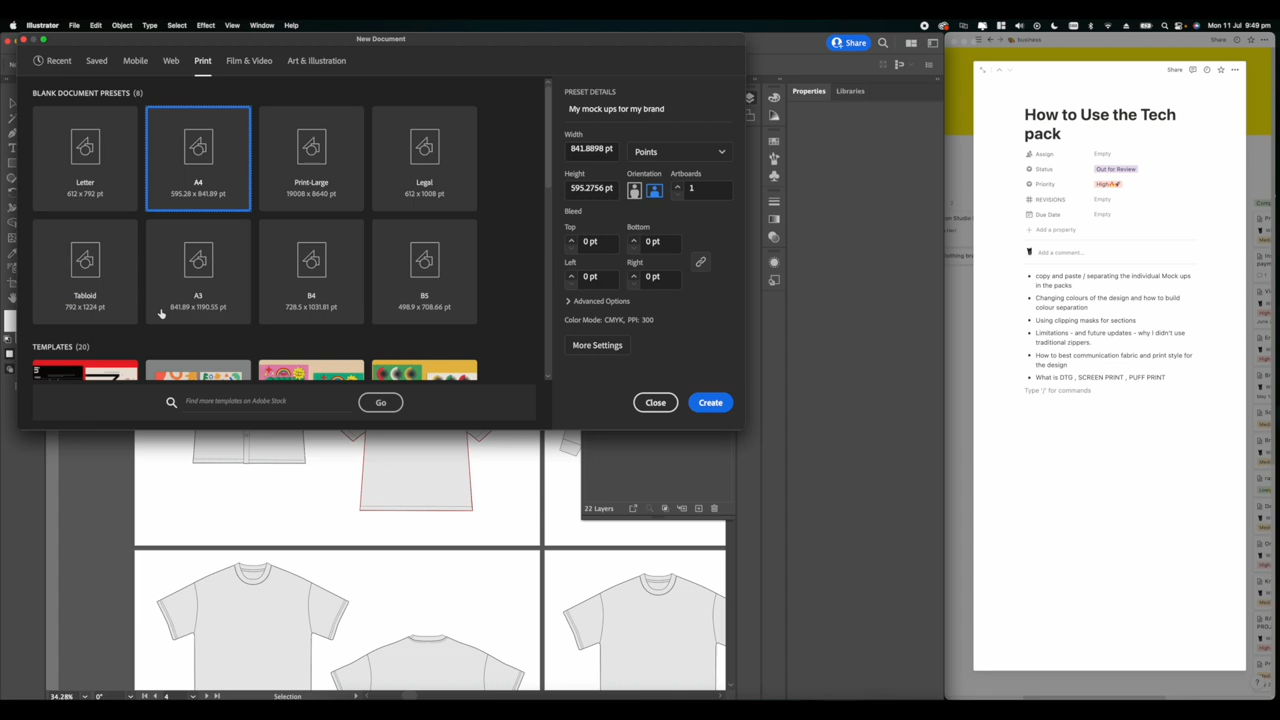 Illustrator File Edit Object Type Select Effect View Window Help
Mon 11 Jul 9:49 pm
New Document
Recent Saved Mobile Web Print Film & Video Art & Illustration
BLANK DOCUMENT PRESETS (8)
Letter
612 x 792 pt
A4
595.28 x 841.89 pt
Print-Large
19008 x 8640 pt
Legal
612 x 1008 pt
Tabloid
792 x 1224 pt
A3
841.89 x 1190.55 pt
B4
728.5 x 1031.81 pt
B5
498.9 x 708.66 pt
TEMPLATES (20)
Find more templates on Adobe Stock
Go
PRESET DETAILS
My mock ups for my brand
Width
841.8898 pt Points
Height Orientation Artboards
595.2756 pt 1
Bleed
Top Bottom
0 pt 0 pt
Left Right
0 pt 0 pt
Advanced Options
Color Mode: CMYK, PPI: 300
More Settings
Close Create
Share
Properties Libraries
22 Layers
34.28% 0° 4 Selection
business
Share
Share
How to Use the Tech
pack
Assign Empty
Status Out for Review
Priority High🔥🚀
REVISIONS Empty
Due Date Empty
Add a property
Add a comment...
• copy and paste / separating the individual Mock ups
in the packs
• Changing colours of the design and how to build
colour separation
• Using clipping masks for sections
• Limitations - and future updates - why I didn't use
traditional zippers.
• How to best communication fabric and print style for
the design
• What is DTG , SCREEN PRINT , PUFF PRINT
Type '/' for commands